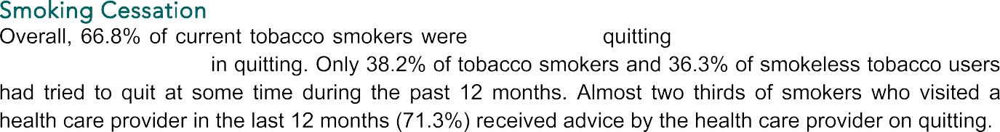 Smoking Cessation
Overall, 66.8% of current tobacco smokers were quitting
in quitting. Only 38.2% of tobacco smokers and 36.3% of smokeless tobacco users
had tried to quit at some time during the past 12 months. Almost two thirds of smokers who visited a
health care provider in the last 12 months (71.3%) received advice by the health care provider on quitting.